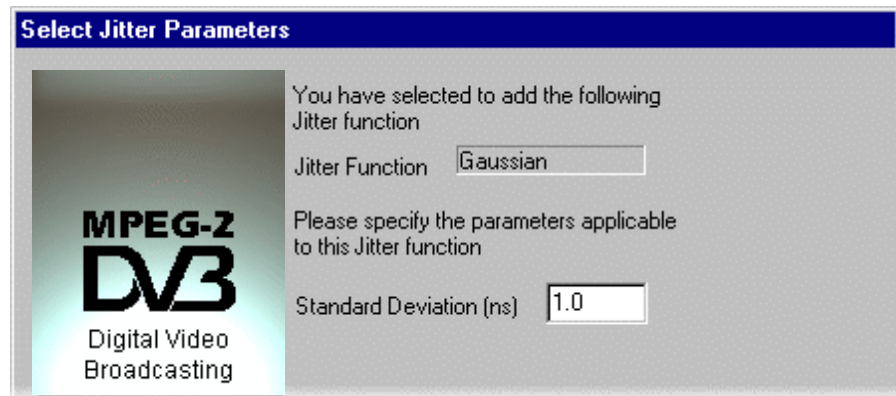 Select Jitter Parameters
You have selected to add the following
Jitter function
Jitter Function Gaussian
Please specify the parameters applicable
to this Jitter function
Standard Deviation (ns) 1.0
MPEG-2
DVB
Digital Video
Broadcasting